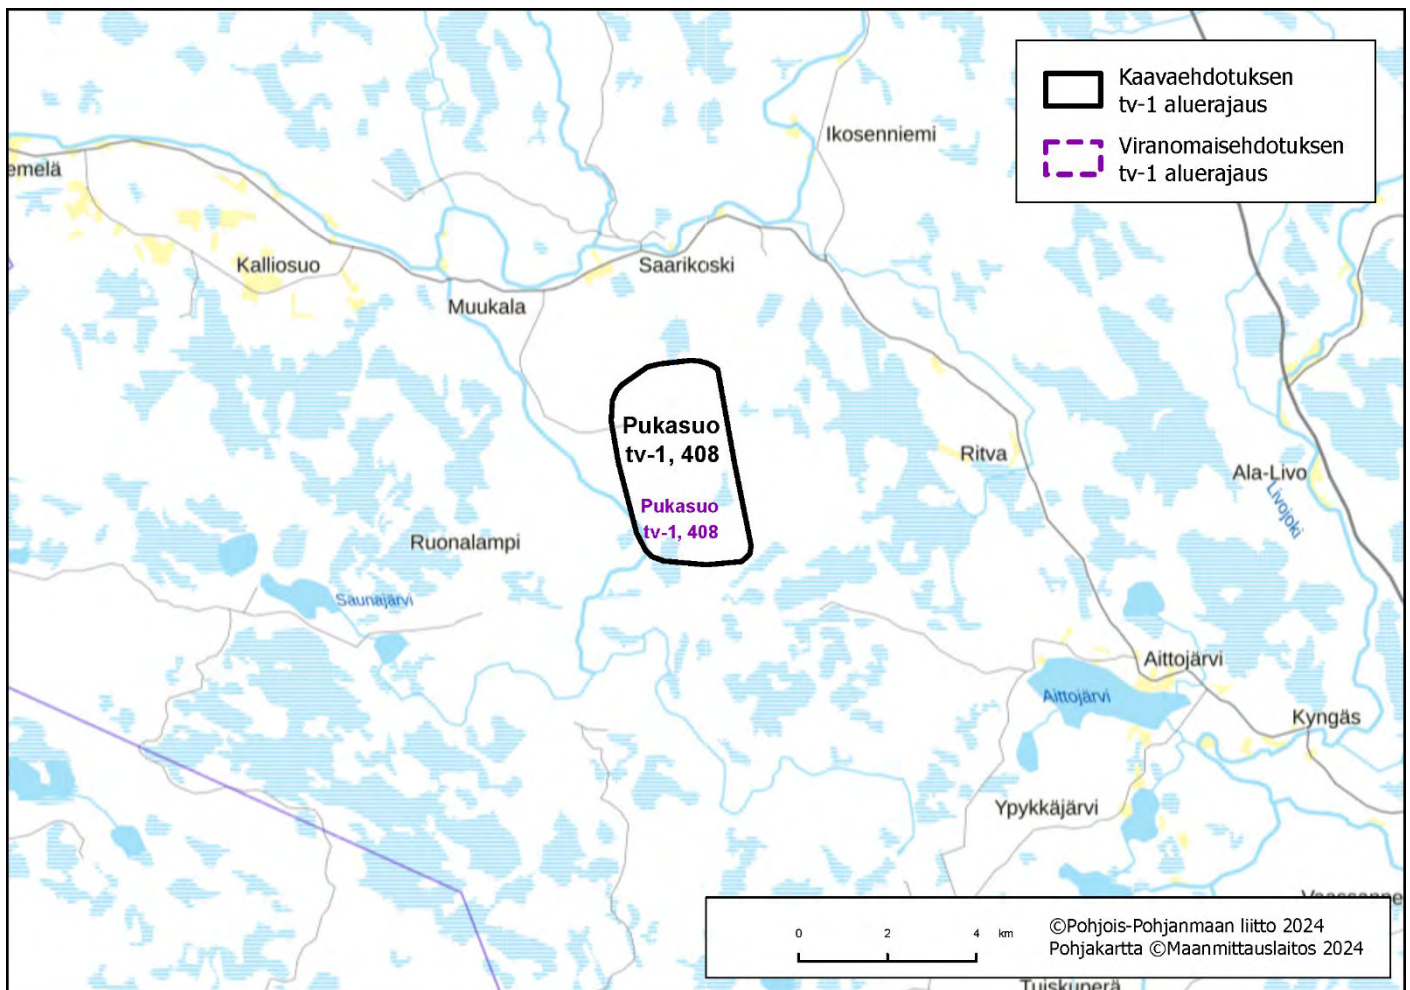 Kaavaehdotuksen
tv-1 aluerajaus
Viranomaisehdotuksen
tv-1 aluerajaus
Ikosenniemi
emelä
Kalliosuo
Saarikoski
Muukala
Pukasuo
tv-1, 408
Ritva
Ala-Livo
Livojoki
Pukasuo
tv-1, 408
Ruonalampi
Saunajärvi
Aittojärvi
Aittojärvi
Kyngäs
Ypykkäjärvi
0 2 4 km
©Pohjois-Pohjanmaan liitto 2024
Pohjakartta ©Maanmittauslaitos 2024